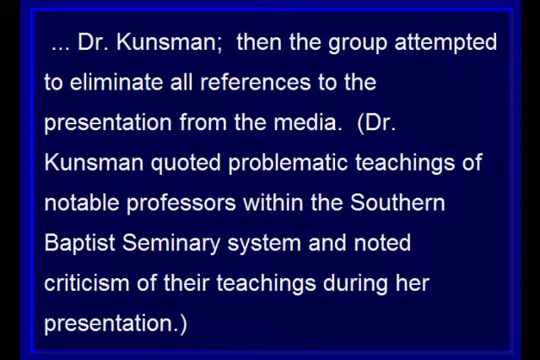 ... Dr. Kunsman; then the group attempted
to eliminate all references to the
presentation from the media. (Dr.
Kunsman quoted problematic teachings of
notable professors within the Southern
Baptist Seminary system and noted
criticism of their teachings during her
presentation.)